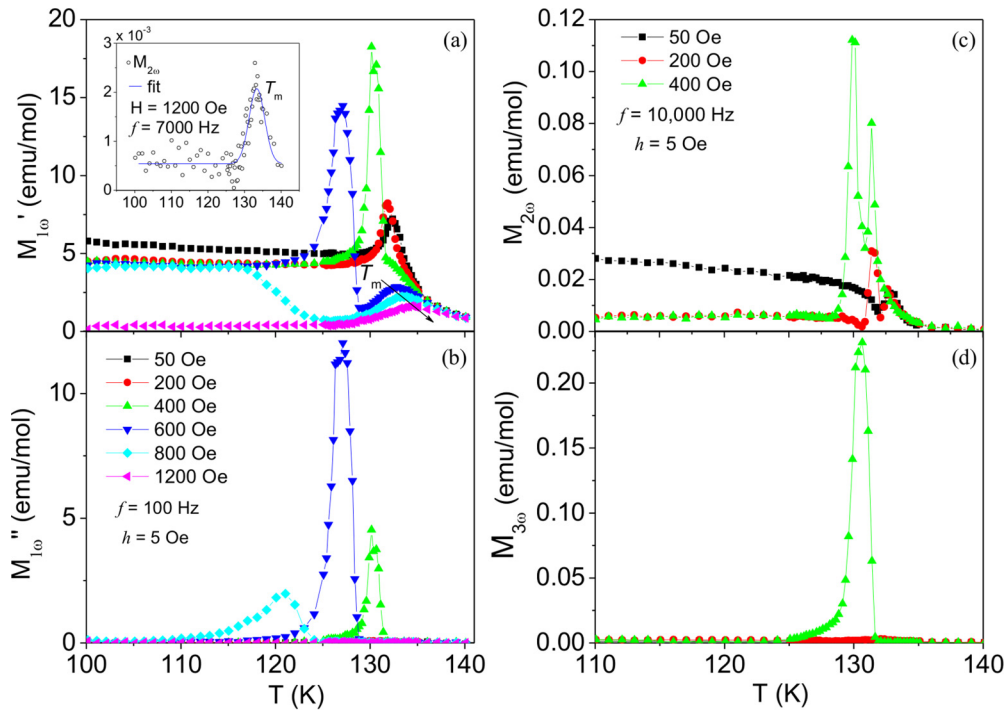 20
15
10
5
0
M1ω' (emu/mol)
(a)
3
2
1
0
×10⁻³
M2ω
fit
H = 1200 Oe
f = 7000 Hz
Tm
100 110 120 130 140
Tm
10
5
0
M1ω'' (emu/mol)
(b)
50 Oe
200 Oe
400 Oe
600 Oe
800 Oe
1200 Oe
f = 100 Hz
h = 5 Oe
100 110 120 130 140
T (K)
0.12
0.10
0.08
0.06
0.04
0.02
0.00
M2ω (emu/mol)
(c)
50 Oe
200 Oe
400 Oe
f = 10,000 Hz
h = 5 Oe
0.20
0.15
0.10
0.05
0.00
M3ω (emu/mol)
(d)
110 120 130 140
T (K)